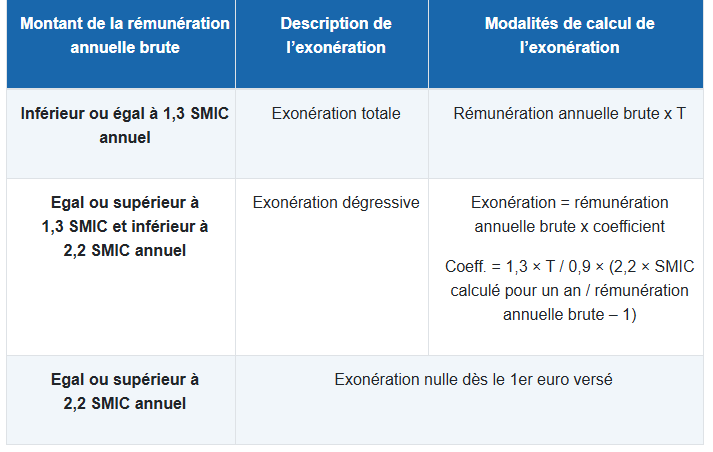 Montant de la rémunération
annuelle brute
Description de
l’exonération
Modalités de calcul de
l’exonération
Inférieur ou égal à 1,3 SMIC
annuel
Exonération totale
Rémunération annuelle brute x T
Egal ou supérieur à
1,3 SMIC et inférieur à
2,2 SMIC annuel
Exonération dégressive
Exonération = rémunération
annuelle brute x coefficient
Coeff. = 1,3 × T / 0,9 × (2,2 × SMIC
calculé pour un an / rémunération
annuelle brute – 1)
Egal ou supérieur à
2,2 SMIC annuel
Exonération nulle dès le 1er euro versé